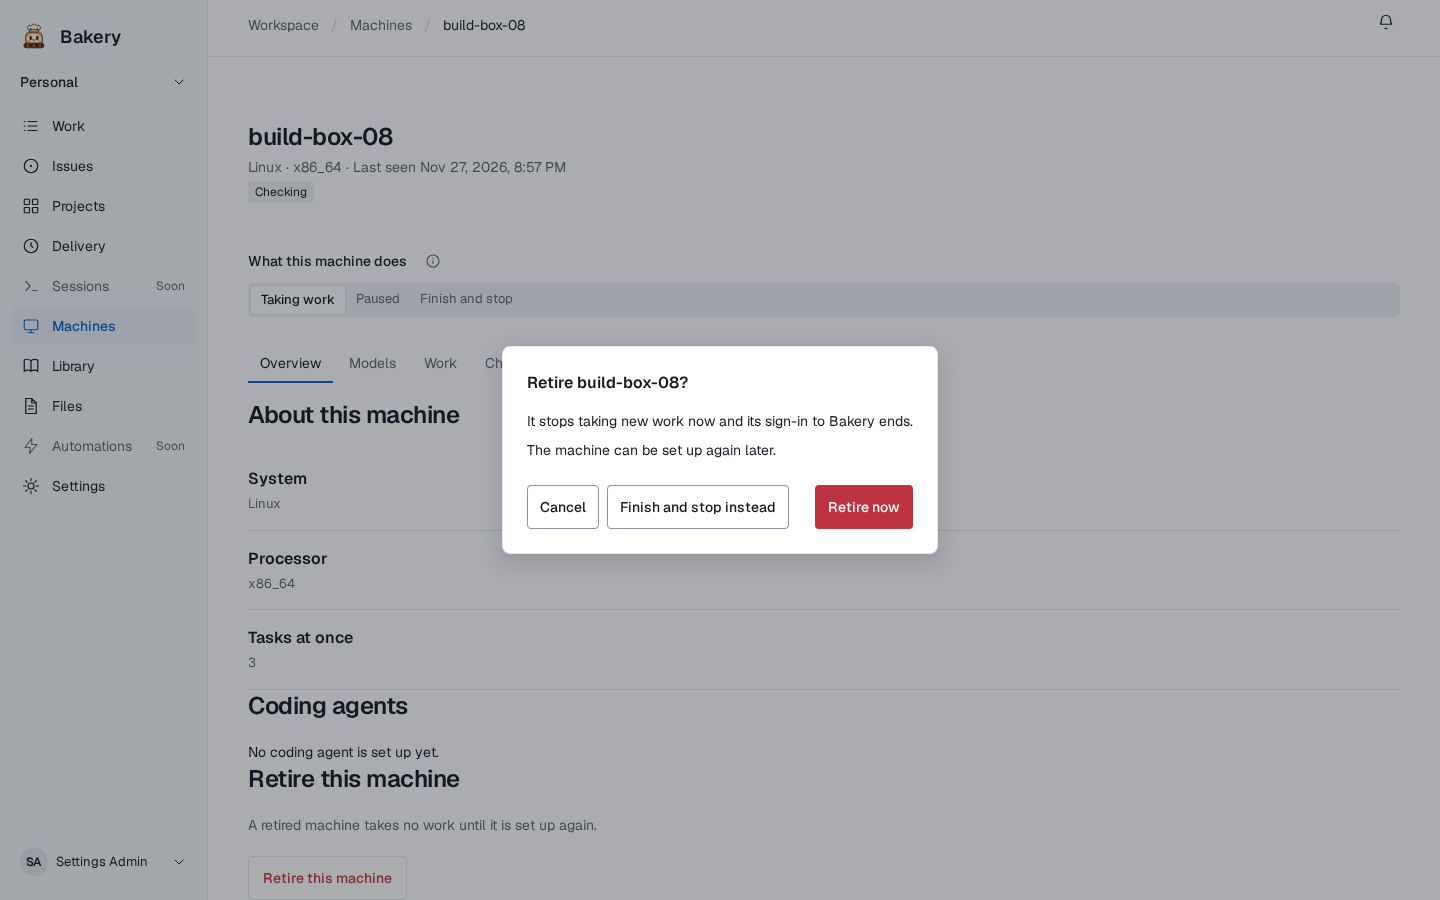 Bakery
Personal
Work
Issues
Projects
Delivery
Sessions Soon
Machines
Library
Files
Automations Soon
Settings
SA Settings Admin
Workspace / Machines / build-box-08
build-box-08
Linux · x86_64 · Last seen Nov 27, 2026, 8:57 PM
Checking
What this machine does
Taking work Paused Finish and stop
Overview Models Work Ch
About this machine
System
Linux
Processor
x86_64
Tasks at once
3
Coding agents
No coding agent is set up yet.
Retire this machine
A retired machine takes no work until it is set up again.
Retire this machine
Retire build-box-08?
It stops taking new work now and its sign-in to Bakery ends.
The machine can be set up again later.
Cancel Finish and stop instead Retire now